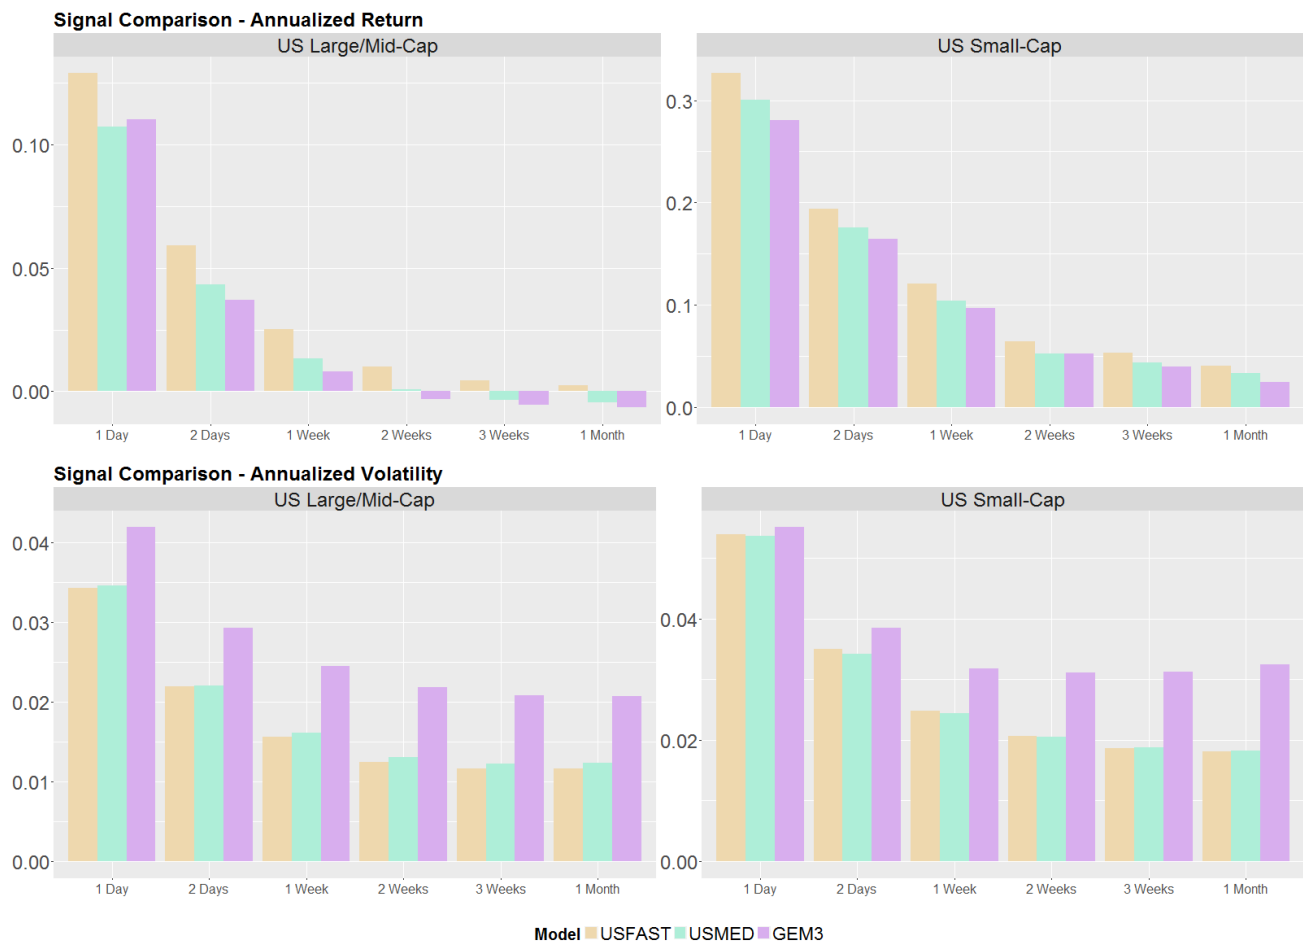 Signal Comparison - Annualized Return
US Large/Mid-Cap
US Small-Cap
0.10
0.05
0.00
0.3
0.2
0.1
0.0
1 Day 2 Days 1 Week 2 Weeks 3 Weeks 1 Month
1 Day 2 Days 1 Week 2 Weeks 3 Weeks 1 Month
Signal Comparison - Annualized Volatility
US Large/Mid-Cap
US Small-Cap
0.04
0.03
0.02
0.01
0.00
0.04
0.02
0.00
1 Day 2 Days 1 Week 2 Weeks 3 Weeks 1 Month
1 Day 2 Days 1 Week 2 Weeks 3 Weeks 1 Month
Model USFAST USMED GEM3